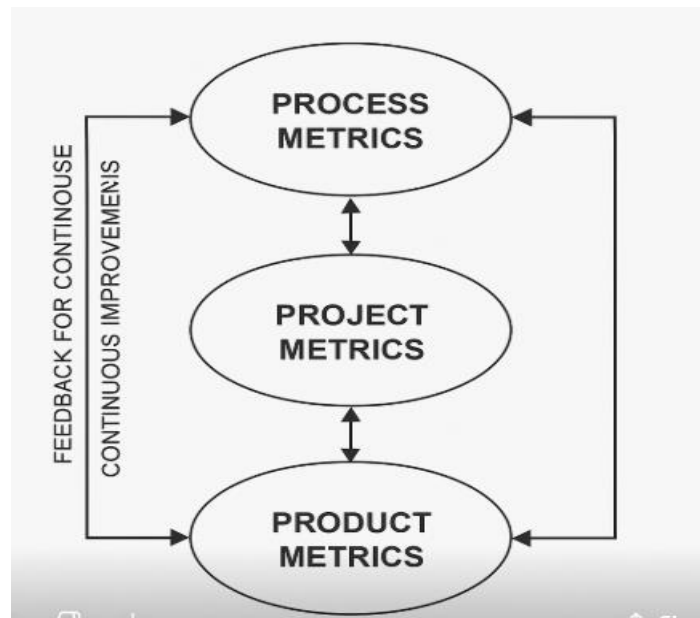 PROCESS
METRICS
FEEDBACK FOR CONTINOUSE
CONTINUOUS IMPROVEMENIS
PROJECT
METRICS
PRODUCT
METRICS